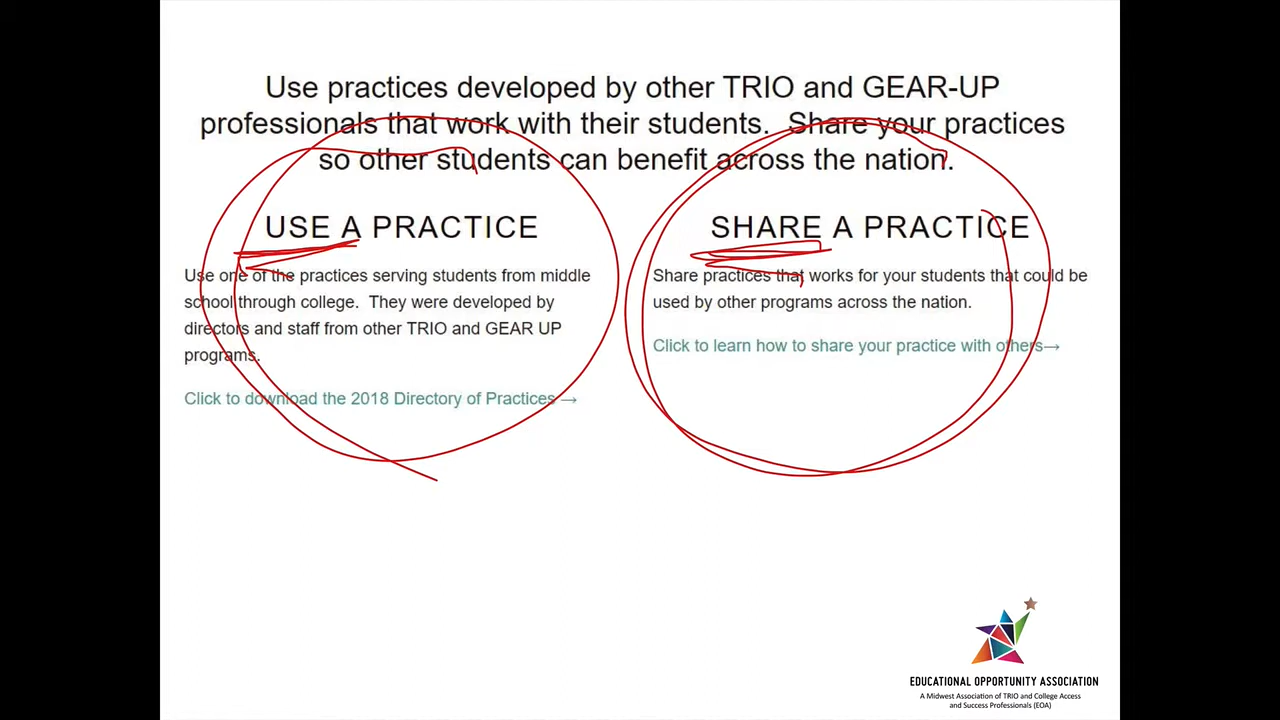 Use practices developed by other TRIO and GEAR-UP
professionals that work with their students. Share your practices
so other students can benefit across the nation.
USE A PRACTICE
Use one of the practices serving students from middle
school through college. They were developed by
directors and staff from other TRIO and GEAR UP
programs.
Click to download the 2018 Directory of Practices →
SHARE A PRACTICE
Share practices that works for your students that could be
used by other programs across the nation.
Click to learn how to share your practice with others→
EDUCATIONAL OPPORTUNITY ASSOCIATION
A Midwest Association of TRIO and College Access
and Success Professionals (EOA)